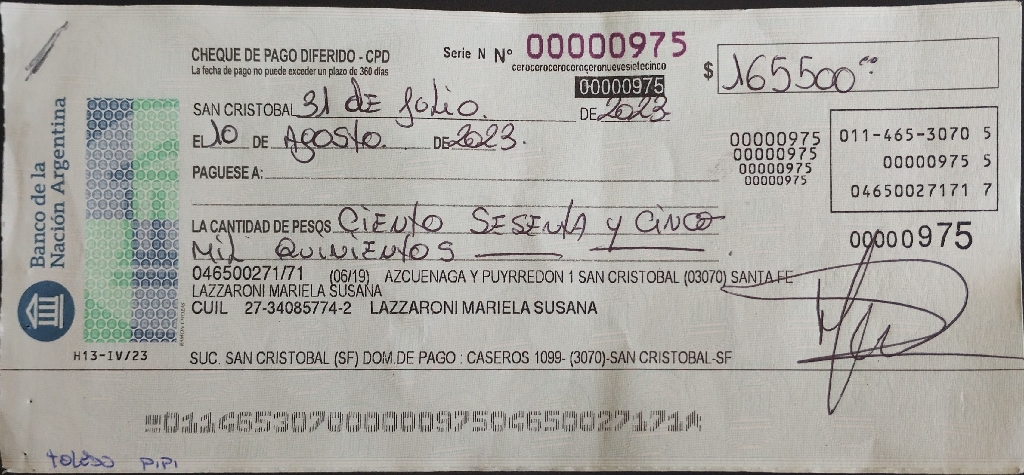 CHEQUE DE PAGO DIFERIDO - CPD
La fecha de pago no puede exceder un plazo de 360 días
Serie N Nº 00000975
ceroceroceroceroceronuevesietecinco
00000975
$ 165500.00
SAN CRISTOBAL 31 de Julio. DE 2023
EL 10 DE Agosto. DE 2023.
PAGUESE A:
00000975
00000975
00000975
00000975
011-465-3070 5
00000975 5
04650027171 7
LA CANTIDAD DE PESOS Ciento Sesenta y Cinco
Mil Quinientos
00000975
046500271/71 (06/19) AZCUENAGA Y PUYRREDON 1 SAN CRISTOBAL (03070) SANTA FE
LAZZARONI MARIELA SUSANA
CUIL 27-34085774-2 LAZZARONI MARIELA SUSANA
SUC. SAN CRISTOBAL (SF) DOM.DE PAGO : CASEROS 1099- (3070)-SAN CRISTOBAL-SF
Banco de la
Nación Argentina
H13-IV/23
01146530700000097504650027171
TOLEDO PIPI